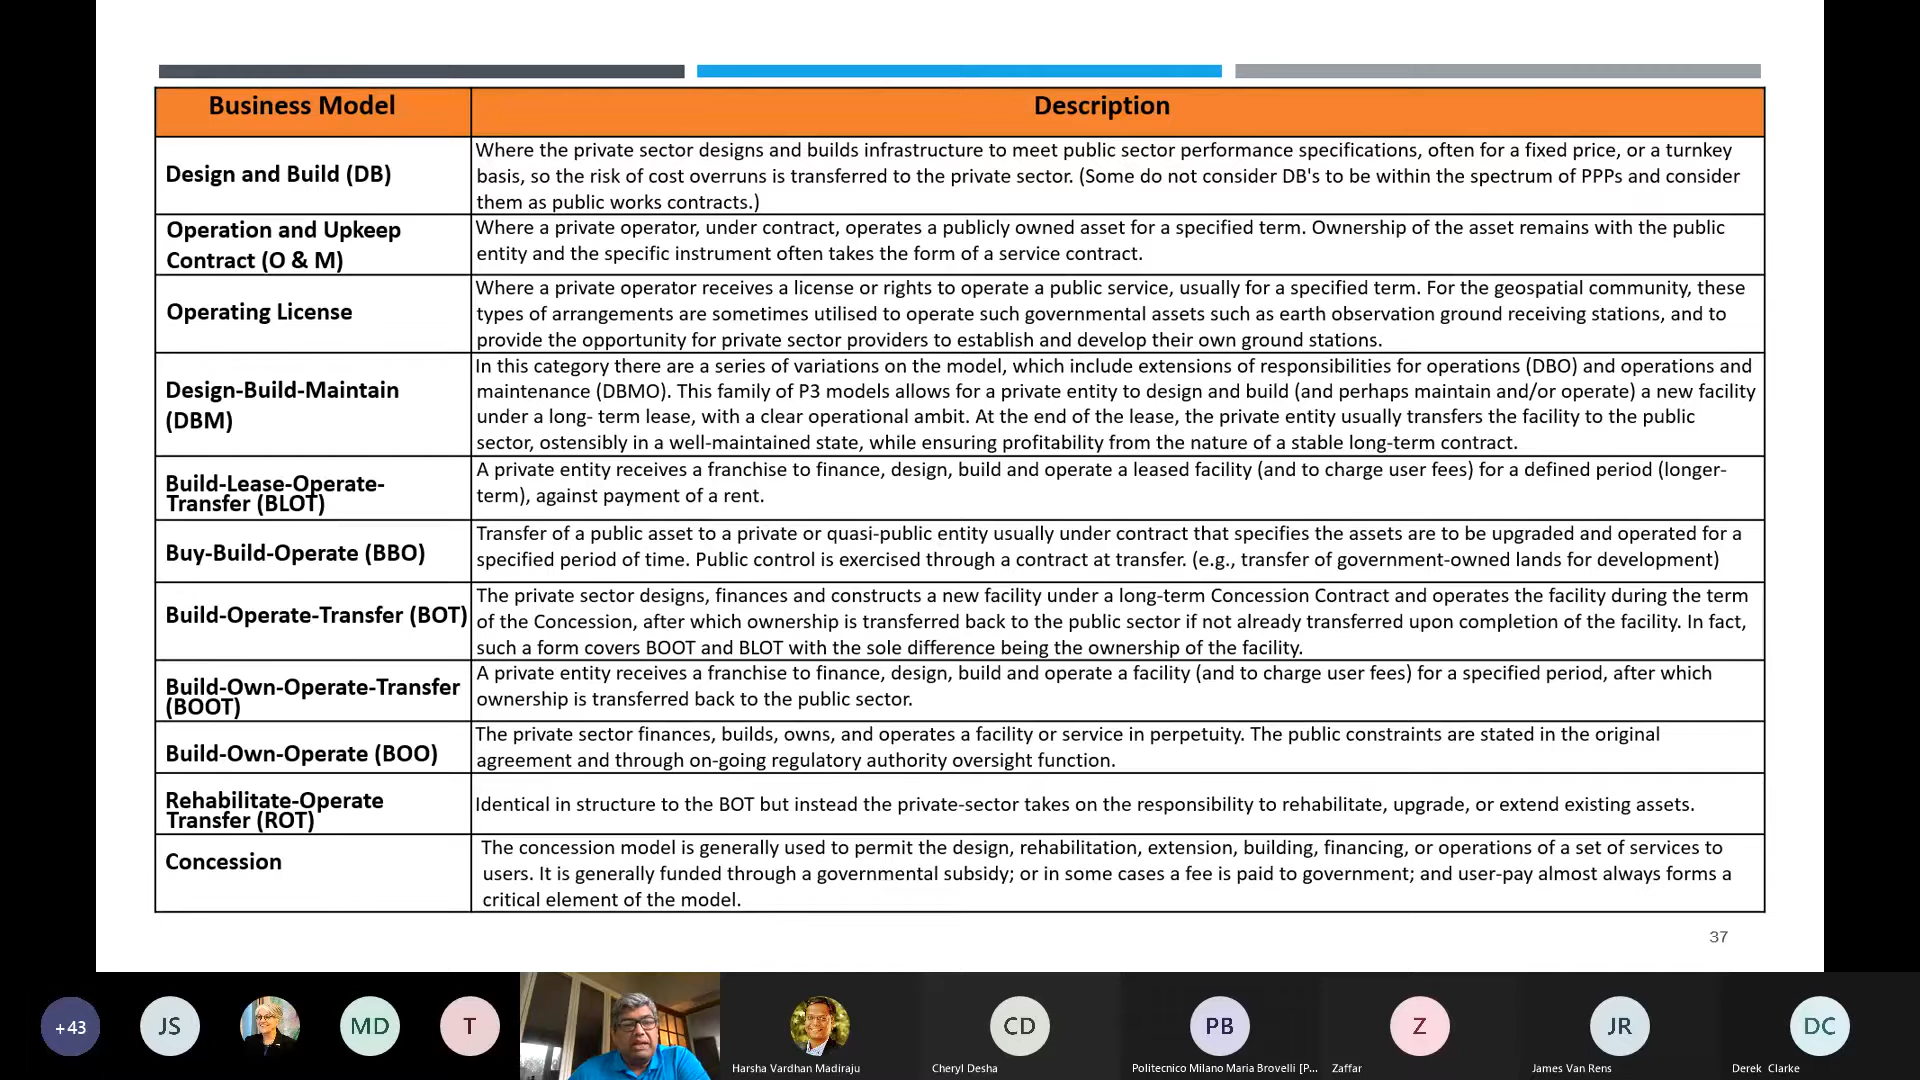 Business Model
Description
Design and Build (DB)
Where the private sector designs and builds infrastructure to meet public sector performance specifications, often for a fixed price, or a turnkey
basis, so the risk of cost overruns is transferred to the private sector. (Some do not consider DB's to be within the spectrum of PPPs and consider
them as public works contracts.)
Operation and Upkeep
Contract (O & M)
Where a private operator, under contract, operates a publicly owned asset for a specified term. Ownership of the asset remains with the public
entity and the specific instrument often takes the form of a service contract.
Operating License
Where a private operator receives a license or rights to operate a public service, usually for a specified term. For the geospatial community, these
types of arrangements are sometimes utilised to operate such governmental assets such as earth observation ground receiving stations, and to
provide the opportunity for private sector providers to establish and develop their own ground stations.
Design-Build-Maintain
(DBM)
In this category there are a series of variations on the model, which include extensions of responsibilities for operations (DBO) and operations and
maintenance (DBMO). This family of P3 models allows for a private entity to design and build (and perhaps maintain and/or operate) a new facility
under a long- term lease, with a clear operational ambit. At the end of the lease, the private entity usually transfers the facility to the public
sector, ostensibly in a well-maintained state, while ensuring profitability from the nature of a stable long-term contract.
Build-Lease-Operate-
Transfer (BLOT)
A private entity receives a franchise to finance, design, build and operate a leased facility (and to charge user fees) for a defined period (longer-
term), against payment of a rent.
Buy-Build-Operate (BBO)
Transfer of a public asset to a private or quasi-public entity usually under contract that specifies the assets are to be upgraded and operated for a
specified period of time. Public control is exercised through a contract at transfer. (e.g., transfer of government-owned lands for development)
Build-Operate-Transfer (BOT)
The private sector designs, finances and constructs a new facility under a long-term Concession Contract and operates the facility during the term
of the Concession, after which ownership is transferred back to the public sector if not already transferred upon completion of the facility. In fact,
such a form covers BOOT and BLOT with the sole difference being the ownership of the facility.
Build-Own-Operate-Transfer
(BOOT)
A private entity receives a franchise to finance, design, build and operate a facility (and to charge user fees) for a specified period, after which
ownership is transferred back to the public sector.
Build-Own-Operate (BOO)
The private sector finances, builds, owns, and operates a facility or service in perpetuity. The public constraints are stated in the original
agreement and through on-going regulatory authority oversight function.
Rehabilitate-Operate
Transfer (ROT)
Identical in structure to the BOT but instead the private-sector takes on the responsibility to rehabilitate, upgrade, or extend existing assets.
Concession
The concession model is generally used to permit the design, rehabilitation, extension, building, financing, or operations of a set of services to
users. It is generally funded through a governmental subsidy; or in some cases a fee is paid to government; and user-pay almost always forms a
critical element of the model.
37
+43
JS
MD
T
CD
PB
Z
JR
DC
Harsha Vardhan Madiraju
Cheryl Desha
Politecnico Milano Maria Brovelli [P...
Zaffar
James Van Rens
Derek Clarke